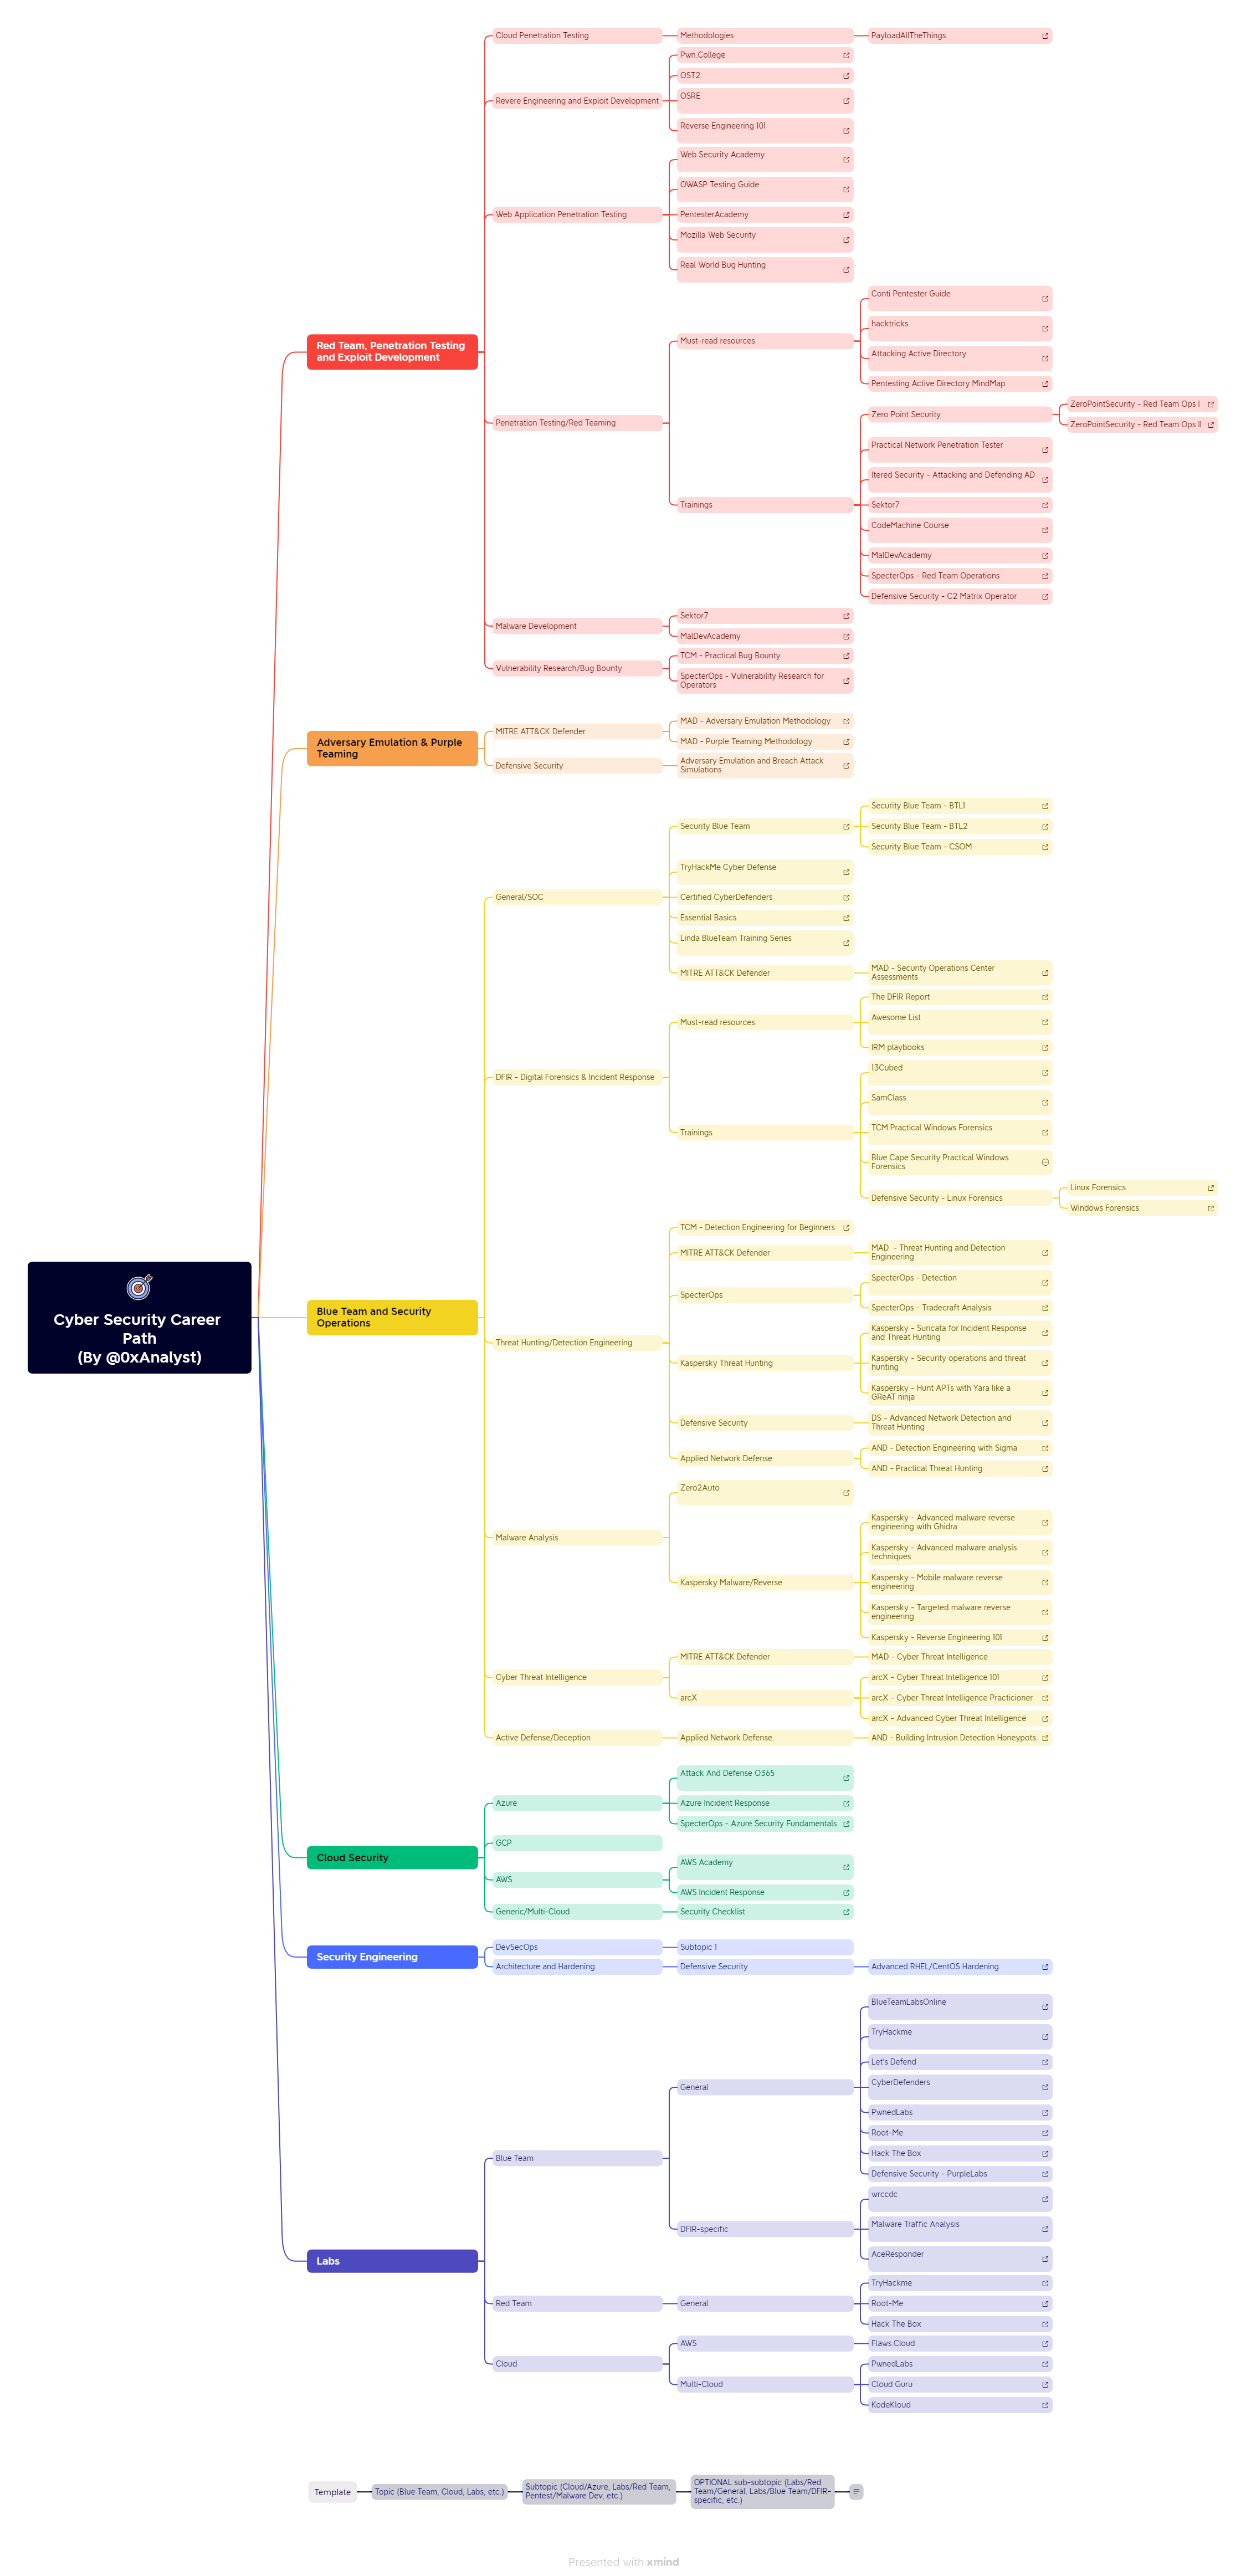 Cyber Security Career
Path
(By @0xAnalyst)
Red Team, Penetration Testing
and Exploit Development
Cloud Penetration Testing
Methodologies
PayloadAllTheThings
Revere Engineering and Exploit Development
Pwn.College
OST2
OSRE
Reverse Engineering 101
Web Application Penetration Testing
Web Security Academy
OWASP Testing Guide
PentesterAcademy
Mozilla Web Security
Real World Bug Hunting
Penetration Testing/Red Teaming
Must-read resources
Conti Pentester Guide
hacktricks
Attacking Active Directory
Pentesting Active Directory MindMap
Trainings
Zero Point Security
ZeroPointSecurity - Red Team Ops I
ZeroPointSecurity - Red Team Ops II
Practical Network Penetration Tester
Itered Security - Attacking and Defending AD
Sektor7
CodeMachine Course
MalDevAcademy
SpecterOps - Red Team Operations
Defensive Security - C2 Matrix Operator
Malware Development
Sektor7
MalDevAcademy
Vulnerability Research/Bug Bounty
TCM - Practical Bug Bounty
SpecterOps - Vulnerability Research for
Operators
Adversary Emulation & Purple
Teaming
MITRE ATT&CK Defender
MAD - Adversary Emulation Methodology
MAD - Purple Teaming Methodology
Defensive Security
Adversary Emulation and Breach Attack
Simulations
Blue Team and Security
Operations
General/SOC
Security Blue Team
Security Blue Team - BTL1
Security Blue Team - BTL2
Security Blue Team - CSOM
TryHackMe Cyber Defense
Certified CyberDefenders
Essential Basics
Linda BlueTeam Training Series
MITRE ATT&CK Defender
MAD - Security Operations Center
Assessments
DFIR - Digital Forensics & Incident Response
Must-read resources
The DFIR Report
Awesome List
IRM playbooks
Trainings
13Cubed
SamClass
TCM Practical Windows Forensics
Blue Cape Security Practical Windows
Forensics
Defensive Security - Linux Forensics
Linux Forensics
Windows Forensics
Threat Hunting/Detection Engineering
TCM - Detection Engineering for Beginners
MITRE ATT&CK Defender
MAD  - Threat Hunting and Detection
Engineering
SpecterOps
SpecterOps - Detection
SpecterOps - Tradecraft Analysis
Kaspersky Threat Hunting
Kaspersky - Suricata for Incident Response
and Threat Hunting
Kaspersky - Security operations and threat
hunting
Kaspersky - Hunt APTs with Yara like a
GReAT ninja
Defensive Security
DS - Advanced Network Detection and
Threat Hunting
Applied Network Defense
AND - Detection Engineering with Sigma
AND - Practical Threat Hunting
Malware Analysis
Zero2Auto
Kaspersky Malware/Reverse
Kaspersky - Advanced malware reverse
engineering with Ghidra
Kaspersky - Advanced malware analysis
techniques
Kaspersky - Mobile malware reverse
engineering
Kaspersky - Targeted malware reverse
engineering
Kaspersky - Reverse Engineering 101
Cyber Threat Intelligence
MITRE ATT&CK Defender
MAD - Cyber Threat Intelligence
arcX
arcX - Cyber Threat Intelligence 101
arcX - Cyber Threat Intelligence Practicioner
arcX - Advanced Cyber Threat Intelligence
Active Defense/Deception
Applied Network Defense
AND - Building Intrusion Detection Honeypots
Cloud Security
Azure
Attack And Defense O365
Azure Incident Response
SpecterOps - Azure Security Fundamentals
GCP
AWS
AWS Academy
AWS Incident Response
Generic/Multi-Cloud
Security Checklist
Security Engineering
DevSecOps
Subtopic 1
Architecture and Hardening
Defensive Security
Advanced RHEL/CentOS Hardening
Labs
Blue Team
General
BlueTeamLabsOnline
TryHackme
Let's Defend
CyberDefenders
PwnedLabs
Root-Me
Hack The Box
Defensive Security - PurpleLabs
DFIR-specific
wrccdc
Malware Traffic Analysis
AceResponder
Red Team
General
TryHackme
Root-Me
Hack The Box
Cloud
AWS
Flaws.Cloud
Multi-Cloud
PwnedLabs
Cloud Guru
KodeKloud
Template
Topic (Blue Team, Cloud, Labs, etc.)
Subtopic (Cloud/Azure, Labs/Red Team,
Pentest/Malware Dev, etc.)
OPTIONAL sub-subtopic (Labs/Red
Team/General, Labs/Blue Team/DFIR-
specific, etc.)
Presented with xmind